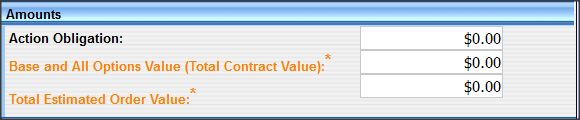 Amounts
Action Obligation: $0.00
Base and All Options Value (Total Contract Value):* $0.00
Total Estimated Order Value:* $0.00